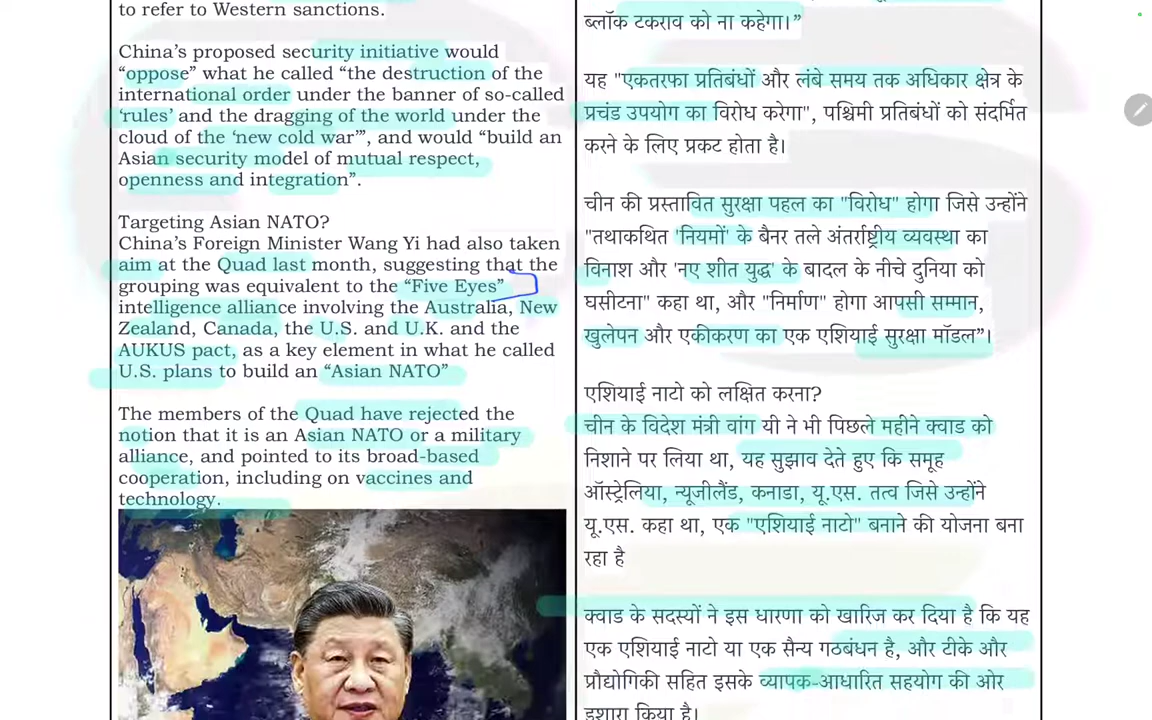 to refer to Western sanctions.
China’s proposed security initiative would
“oppose” what he called “the destruction of the
international order under the banner of so-called
‘rules’ and the dragging of the world under the
cloud of the ‘new cold war’”, and would “build an
Asian security model of mutual respect,
openness and integration”.
Targeting Asian NATO?
China’s Foreign Minister Wang Yi had also taken
aim at the Quad last month, suggesting that the
grouping was equivalent to the “Five Eyes”
intelligence alliance involving the Australia, New
Zealand, Canada, the U.S. and U.K. and the
AUKUS pact, as a key element in what he called
U.S. plans to build an “Asian NATO”
The members of the Quad have rejected the
notion that it is an Asian NATO or a military
alliance, and pointed to its broad-based
cooperation, including on vaccines and
technology.
ब्लॉक टकराव को ना कहेगा।”
यह "एकतरफा प्रतिबंधों और लंबे समय तक अधिकार क्षेत्र के
प्रचंड उपयोग का विरोध करेगा", पश्चिमी प्रतिबंधों को संदर्भित
करने के लिए प्रकट होता है।
चीन की प्रस्तावित सुरक्षा पहल का "विरोध" होगा जिसे उन्होंने
"तथाकथित 'नियमों' के बैनर तले अंतर्राष्ट्रीय व्यवस्था का
विनाश और 'नए शीत युद्ध' के बादल के नीचे दुनिया को
घसीटना" कहा था, और "निर्माण" होगा आपसी सम्मान,
खुलेपन और एकीकरण का एक एशियाई सुरक्षा मॉडल”।
एशियाई नाटो को लक्षित करना?
चीन के विदेश मंत्री वांग यी ने भी पिछले महीने क्वाड को
निशाने पर लिया था, यह सुझाव देते हुए कि समूह
ऑस्ट्रेलिया, न्यूजीलैंड, कनाडा, यू.एस. तत्व जिसे उन्होंने
यू.एस. कहा था, एक "एशियाई नाटो" बनाने की योजना बना
रहा है
क्वाड के सदस्यों ने इस धारणा को खारिज कर दिया है कि यह
एक एशियाई नाटो या एक सैन्य गठबंधन है, और टीके और
प्रौद्योगिकी सहित इसके व्यापक-आधारित सहयोग की ओर
इशारा किया है।